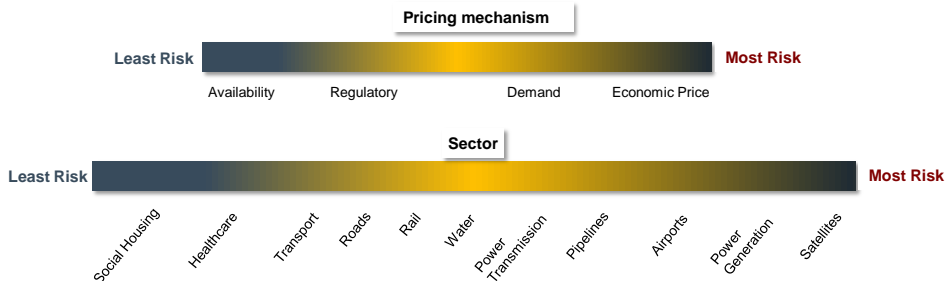 Pricing mechanism
Least Risk
Most Risk
Availability
Regulatory
Demand
Economic Price
Sector
Least Risk
Most Risk
Social Housing
Healthcare
Transport
Roads
Rail
Water
Power
Transmission
Pipelines
Airports
Power
Generation
Satellites